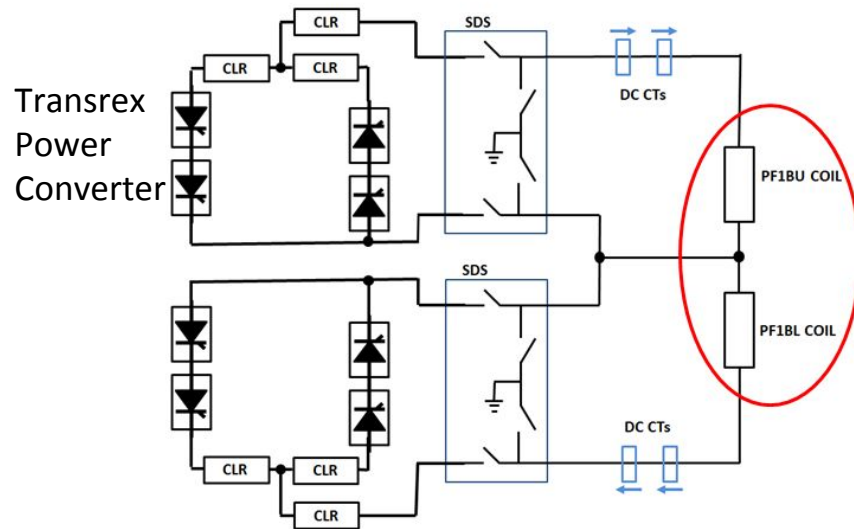 CLR
SDS
CLR
CLR
DC CTs
Transrex
Power
Converter
PF1BU COIL
SDS
PF1BL COIL
DC CTs
CLR
CLR
CLR